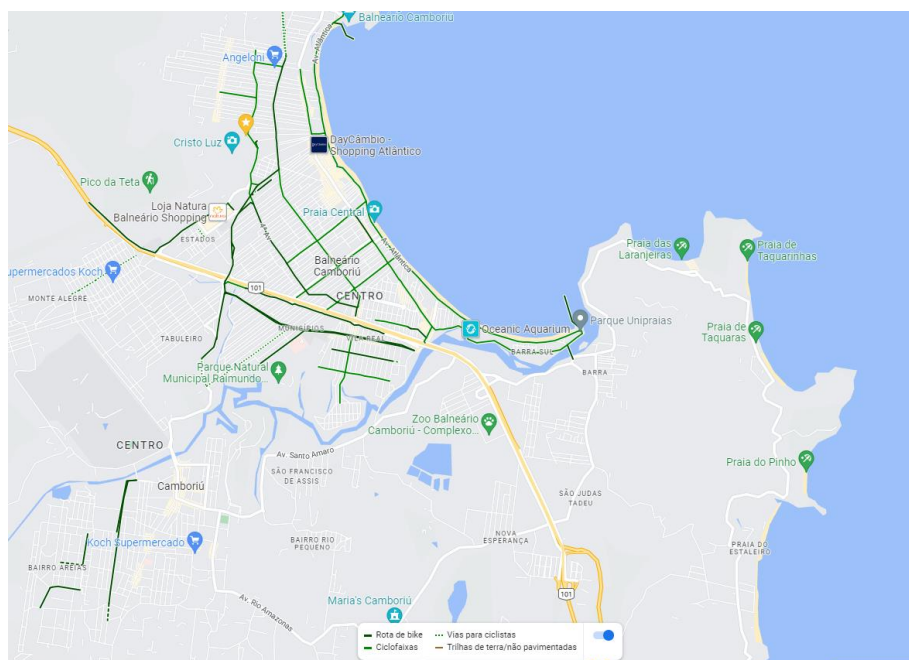 Balneário Camboriú
Av. Atlântica
Angeloni
Cristo Luz
DayCâmbio -
Shopping Atlântico
Pico da Teta
Loja Natura
Balneário Shopping
ESTADOS
4ª Av.
Praia Central
Av. Atlântica
Balneário
Camboriú
CENTRO
Praia das
Laranjeiras
Praia de
Taquarinhas
upermercados Koch
MONTE ALEGRE
101
TABULEIRO
MUNICÍPIOS
VILA REAL
Oceanic Aquarium
Parque Unipraias
BARRA SUL
BARRA
Praia de
Taquaras
Parque Natural
Municipal Raimundo...
Zoo Balneário
Camboriú - Complexo...
CENTRO
Av. Santo Amaro
SÃO FRANCISCO
DE ASSIS
Praia do Pinho
Camboriú
SÃO JUDAS
TADEU
Koch Supermercado
BAIRRO RIO
PEQUENO
NOVA
ESPERANÇA
PRAIA DO
ESTALEIRO
BAIRRO AREIAS
Av. Rio Amazonas
Maria's Camboriú
101
Rota de bike
Vias para ciclistas
Ciclofaixas
Trilhas de terra/não pavimentadas